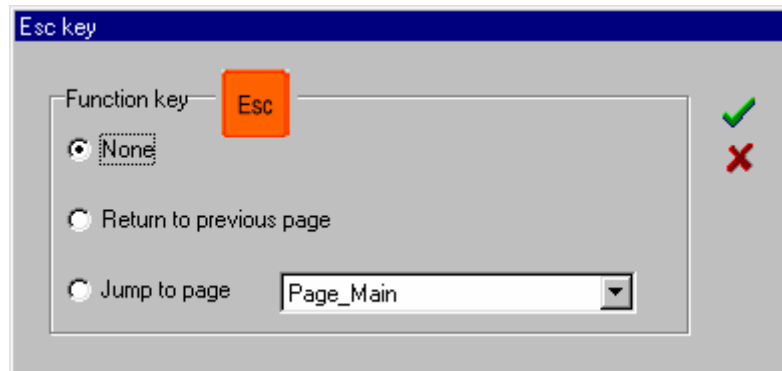 Esc key
Function key
Esc
None
Return to previous page
Jump to page Page_Main